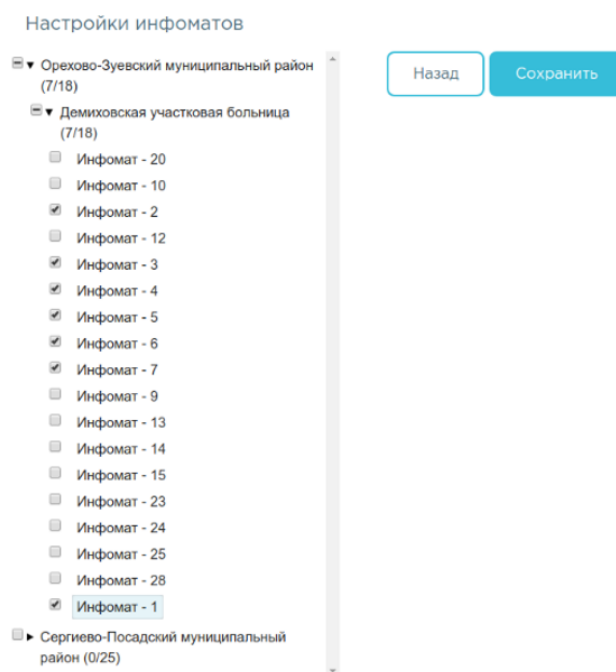 Настройки инфоматов
Орехово-Зуевский муниципальный район
(7/18)
Назад
Сохранить
Демиховская участковая больница
(7/18)
Инфомат - 20
Инфомат - 10
Инфомат - 2
Инфомат - 12
Инфомат - 3
Инфомат - 4
Инфомат - 5
Инфомат - 6
Инфомат - 7
Инфомат - 9
Инфомат - 13
Инфомат - 14
Инфомат - 15
Инфомат - 23
Инфомат - 24
Инфомат - 25
Инфомат - 28
Инфомат - 1
Сергиево-Посадский муниципальный
район (0/25)